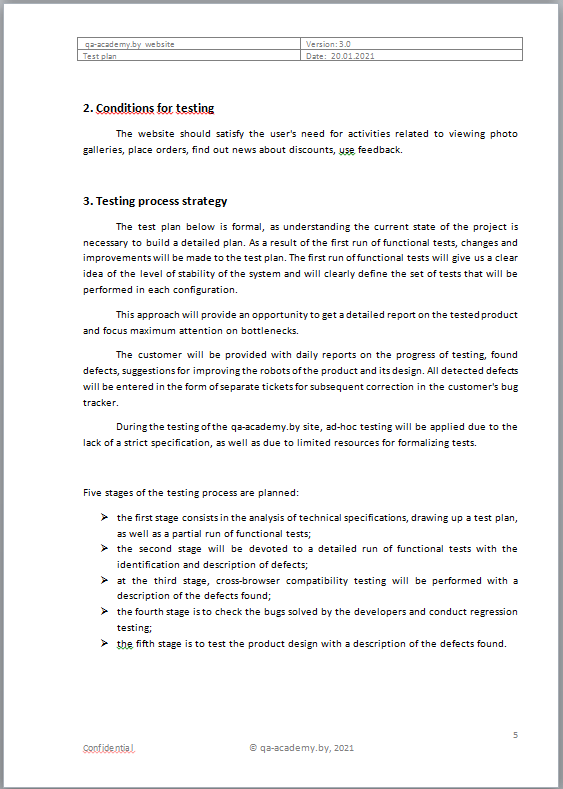 qa-academy.by website Version: 3.0
Test plan Date: 20.01.2021
2. Conditions for testing
The website should satisfy the user's need for activities related to viewing photo
galleries, place orders, find out news about discounts, use feedback.
3. Testing process strategy
The test plan below is formal, as understanding the current state of the project is
necessary to build a detailed plan. As a result of the first run of functional tests, changes and
improvements will be made to the test plan. The first run of functional tests will give us a clear
idea of the level of stability of the system and will clearly define the set of tests that will be
performed in each configuration.
This approach will provide an opportunity to get a detailed report on the tested product
and focus maximum attention on bottlenecks.
The customer will be provided with daily reports on the progress of testing, found
defects, suggestions for improving the robots of the product and its design. All detected defects
will be entered in the form of separate tickets for subsequent correction in the customer's bug
tracker.
During the testing of the qa-academy.by site, ad-hoc testing will be applied due to the
lack of a strict specification, as well as due to limited resources for formalizing tests.
Five stages of the testing process are planned:
➢ the first stage consists in the analysis of technical specifications, drawing up a test plan,
as well as a partial run of functional tests;
➢ the second stage will be devoted to a detailed run of functional tests with the
identification and description of defects;
➢ at the third stage, cross-browser compatibility testing will be performed with a
description of the defects found;
➢ the fourth stage is to check the bugs solved by the developers and conduct regression
testing;
➢ the fifth stage is to test the product design with a description of the defects found.
5
Confidential © qa-academy.by, 2021